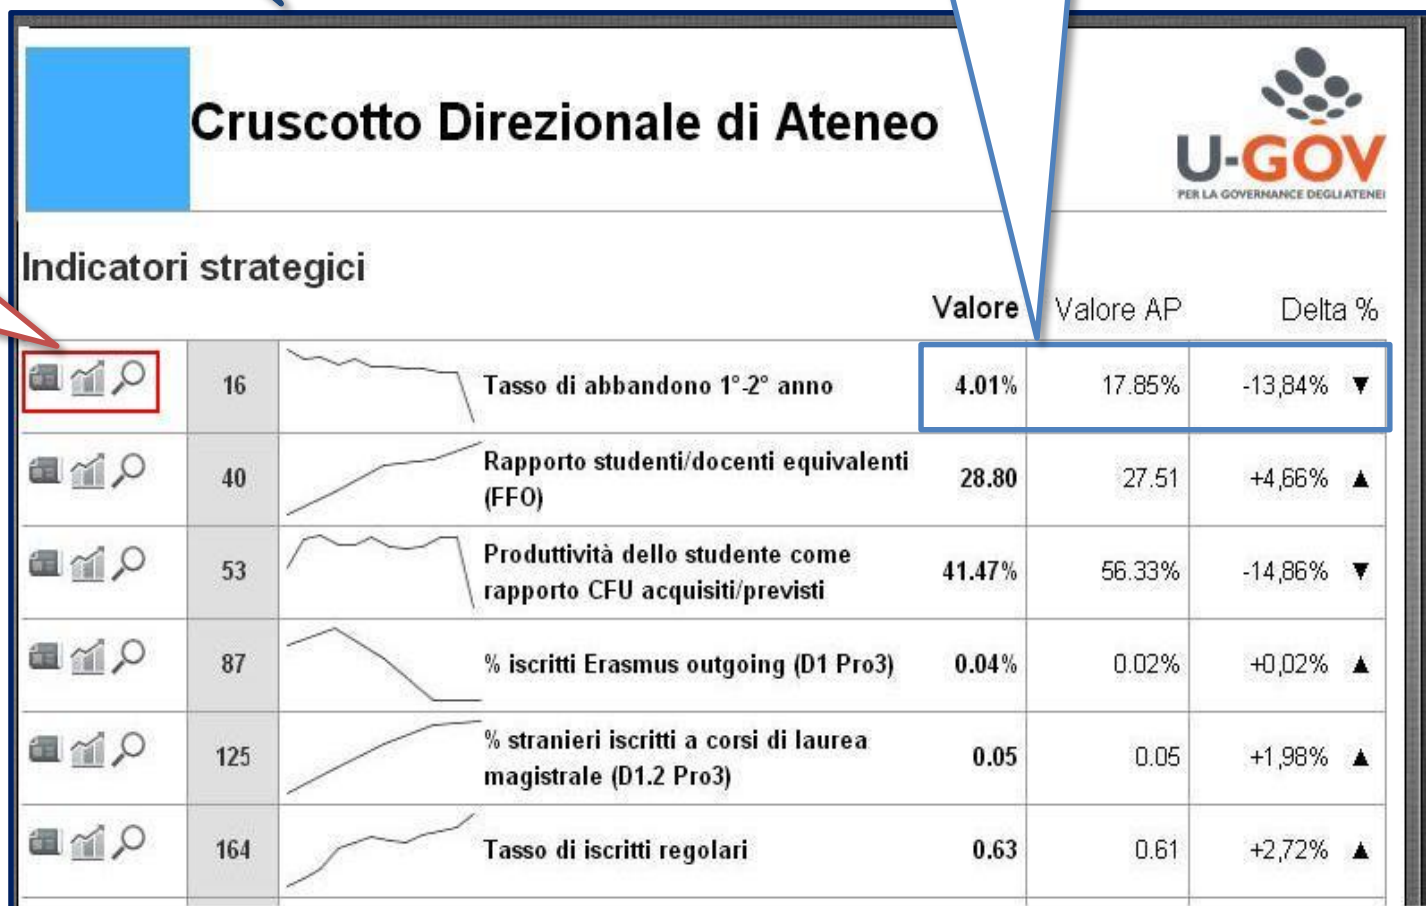 Cruscotto Direzionale di Ateneo
U-GOV
PER LA GOVERNANCE DEGLI ATENEI
Indicatori strategici
Valore Valore AP Delta %
16 Tasso di abbandono 1°-2° anno 4.01% 17.85% -13,84% ▼
40 Rapporto studenti/docenti equivalenti
(FFO) 28.80 27.51 +4,66% ▲
53 Produttività dello studente come
rapporto CFU acquisiti/previsti 41.47% 56.33% -14,86% ▼
87 % iscritti Erasmus outgoing (D1 Pro3) 0.04% 0.02% +0,02% ▲
125 % stranieri iscritti a corsi di laurea
magistrale (D1.2 Pro3) 0.05 0.05 +1,98% ▲
164 Tasso di iscritti regolari 0.63 0.61 +2,72% ▲